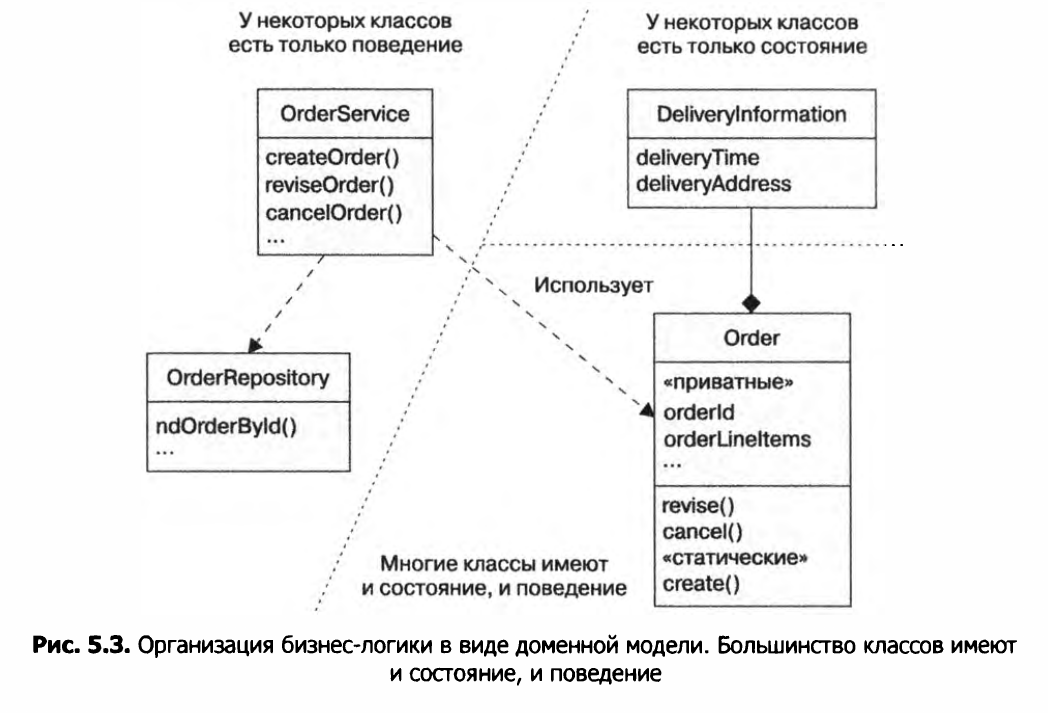 У некоторых классов
есть только поведение
У некоторых классов
есть только состояние
OrderService
createOrder()
reviseOrder()
cancelOrder()
...
DeliveryInformation
deliveryTime
deliveryAddress
Использует
OrderRepository
ndOrderById()
...
Order
«приватные»
orderId
orderLineItems
...
revise()
cancel()
«статические»
create()
Многие классы имеют
и состояние, и поведение
Рис. 5.3. Организация бизнес-логики в виде доменной модели. Большинство классов имеют
и состояние, и поведение